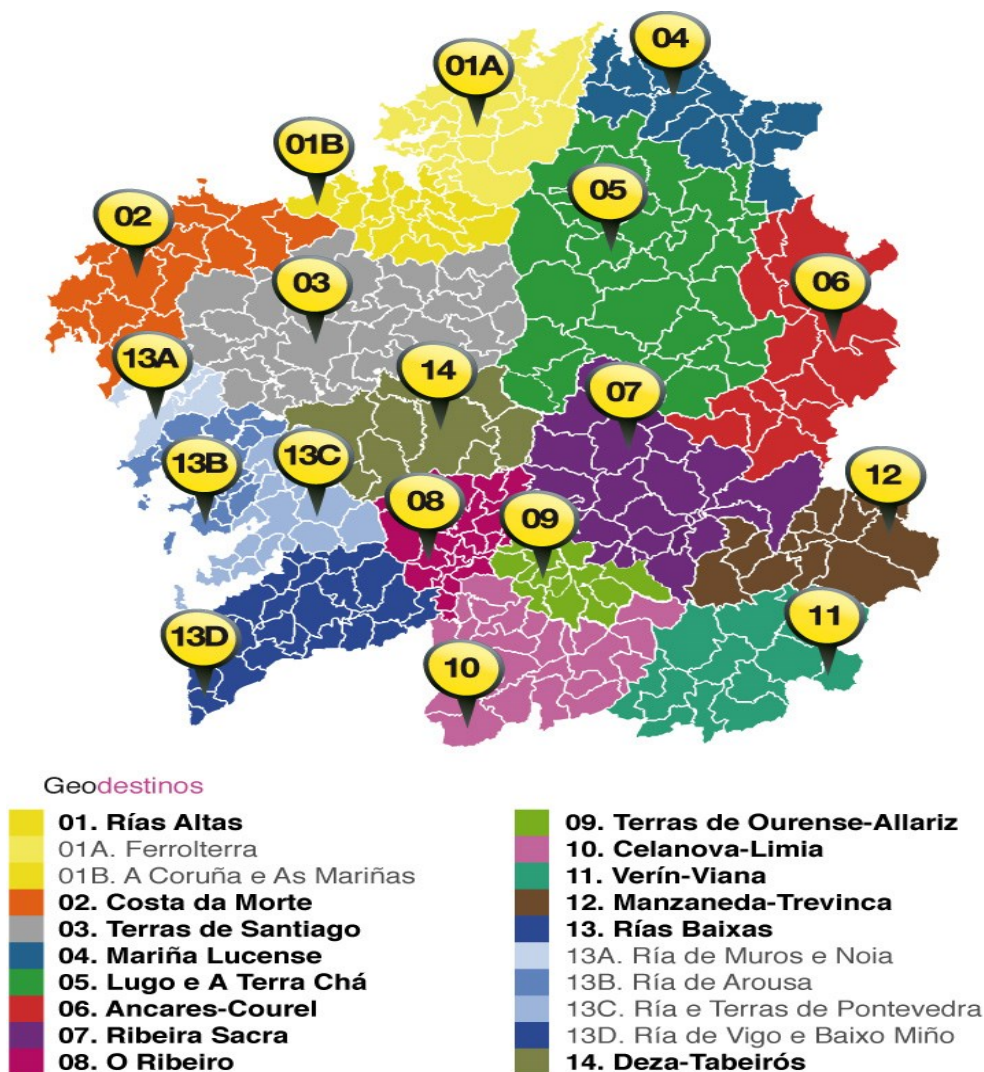 04
01A
01B
05
02
03
06
13A
14
07
13B
13C
12
08
09
11
13D
10
Geodestinos
01. Rías Altas
01A. Ferrolterra
01B. A Coruña e As Mariñas
02. Costa da Morte
03. Terras de Santiago
04. Mariña Lucense
05. Lugo e A Terra Chá
06. Ancares-Courel
07. Ribeira Sacra
08. O Ribeiro
09. Terras de Ourense-Allariz
10. Celanova-Limia
11. Verín-Viana
12. Manzaneda-Trevinca
13. Rías Baixas
13A. Ría de Muros e Noia
13B. Ría de Arousa
13C. Ría e Terras de Pontevedra
13D. Ría de Vigo e Baixo Miño
14. Deza-Tabeirós